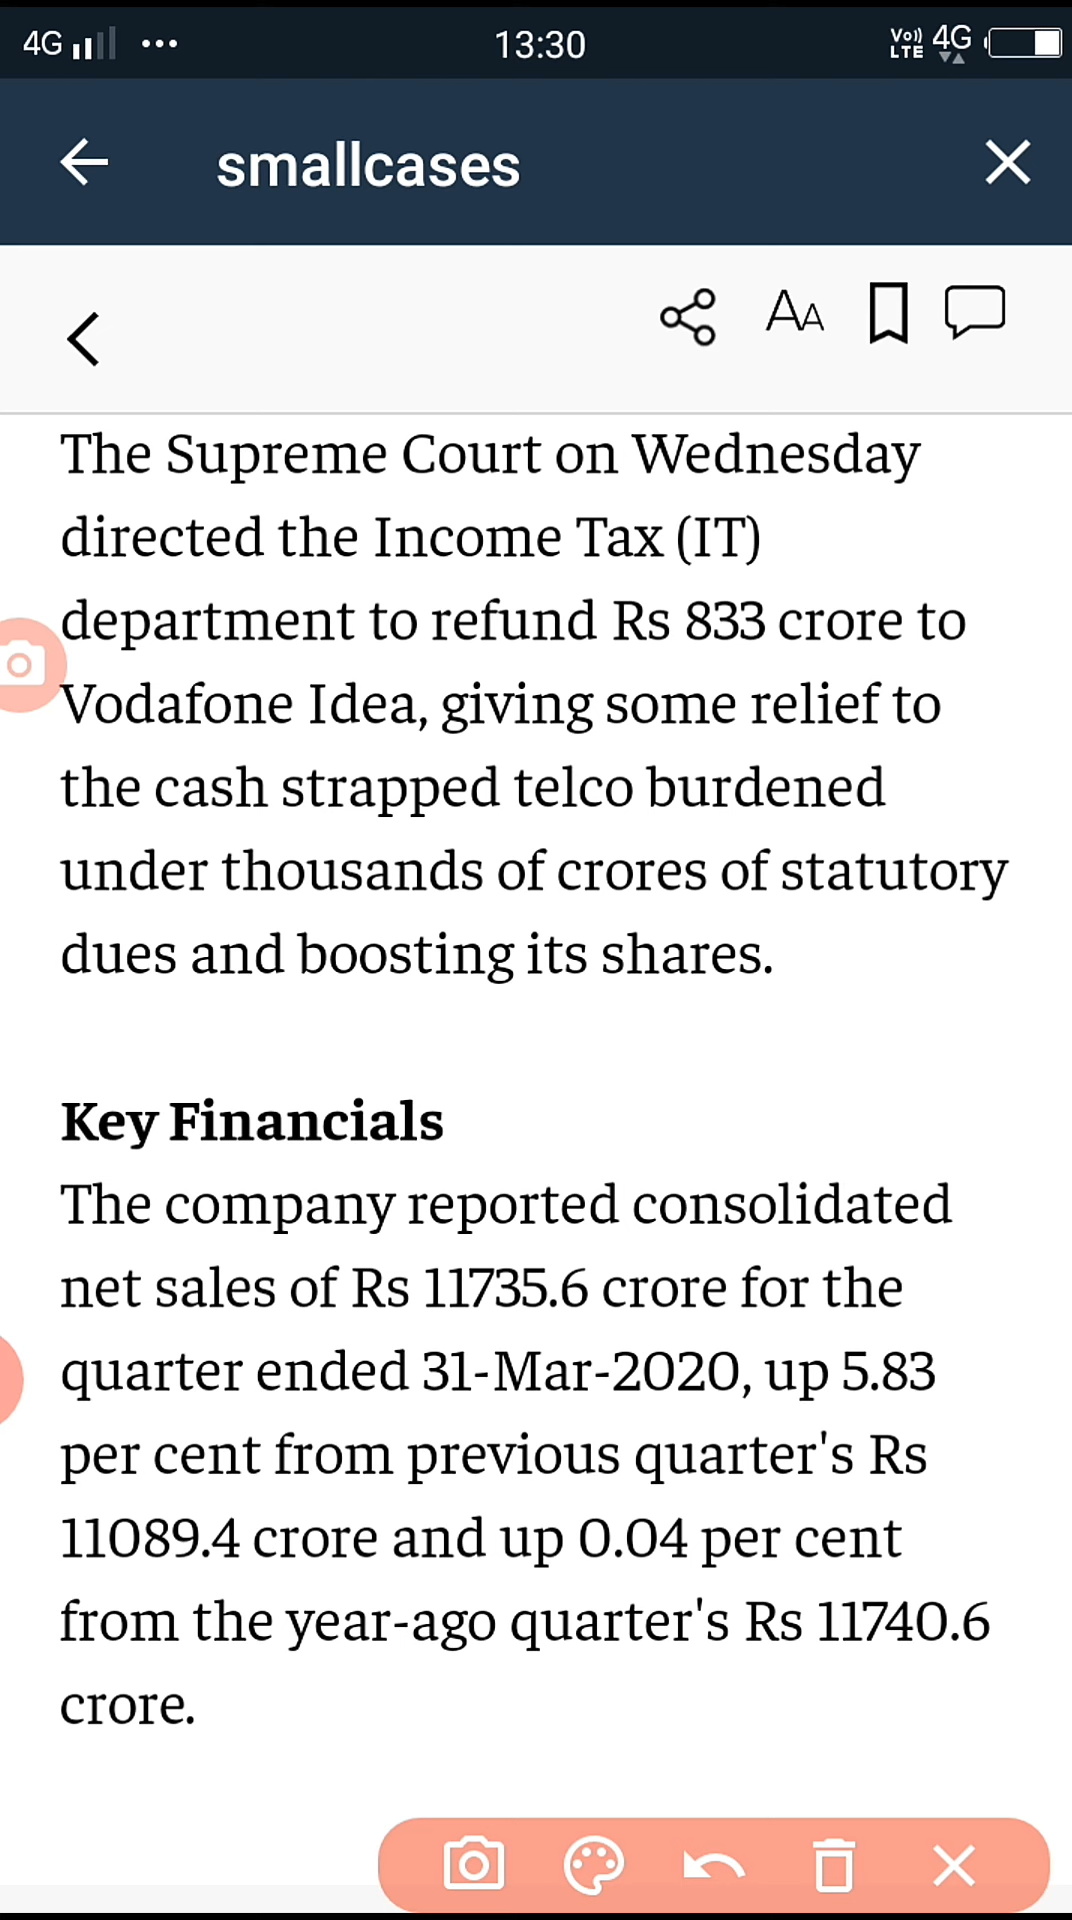 4G ... 13:30 Vo)) LTE 4G
smallcases
AA
The Supreme Court on Wednesday
directed the Income Tax (IT)
department to refund Rs 833 crore to
Vodafone Idea, giving some relief to
the cash strapped telco burdened
under thousands of crores of statutory
dues and boosting its shares.
Key Financials
The company reported consolidated
net sales of Rs 11735.6 crore for the
quarter ended 31-Mar-2020, up 5.83
per cent from previous quarter's Rs
11089.4 crore and up 0.04 per cent
from the year-ago quarter's Rs 11740.6
crore.